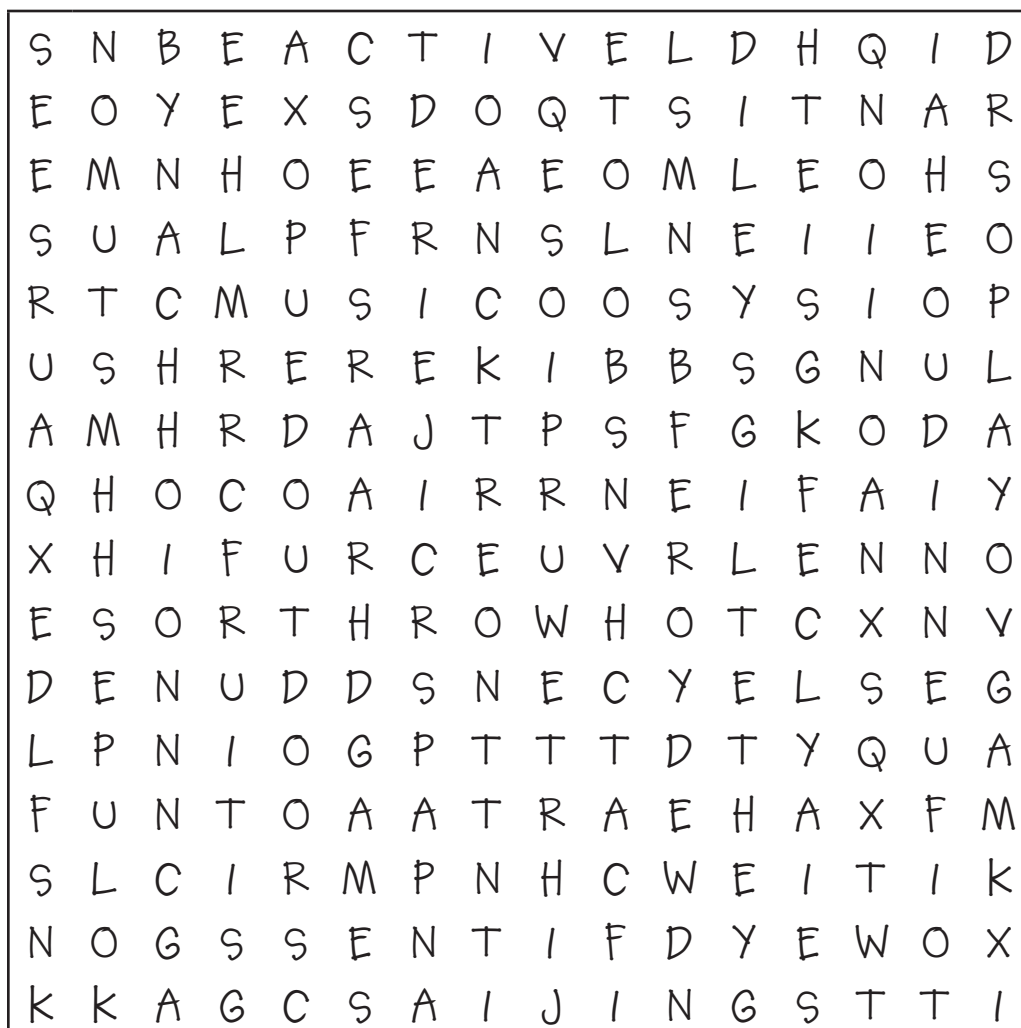 S N B E A C T I V E L D H Q I D
E O Y E X S D O Q T S I T N A R
E M N H O E E A E O M L E O H S
S U A L P F R N S L N E I I E O
R T C M U S I C O O S Y S I O P
U S H R E R E K I B B S G N U L
A M H R D A J T P S F G K O D A
Q H O C O A I R R N E I F A I Y
X H I F U R C E U V R L E N N O
E S O R T H R O W H O T C X N V
D E N U D D S N E C Y E L S E G
L P N I O G P T T T D T Y Q U A
F U N T O A A T R A E H A X F M
S L C I R M P N H C W E I T I K
N O G S S E N T I F D Y E W O X
K K A G C S A I J I N G S T T I